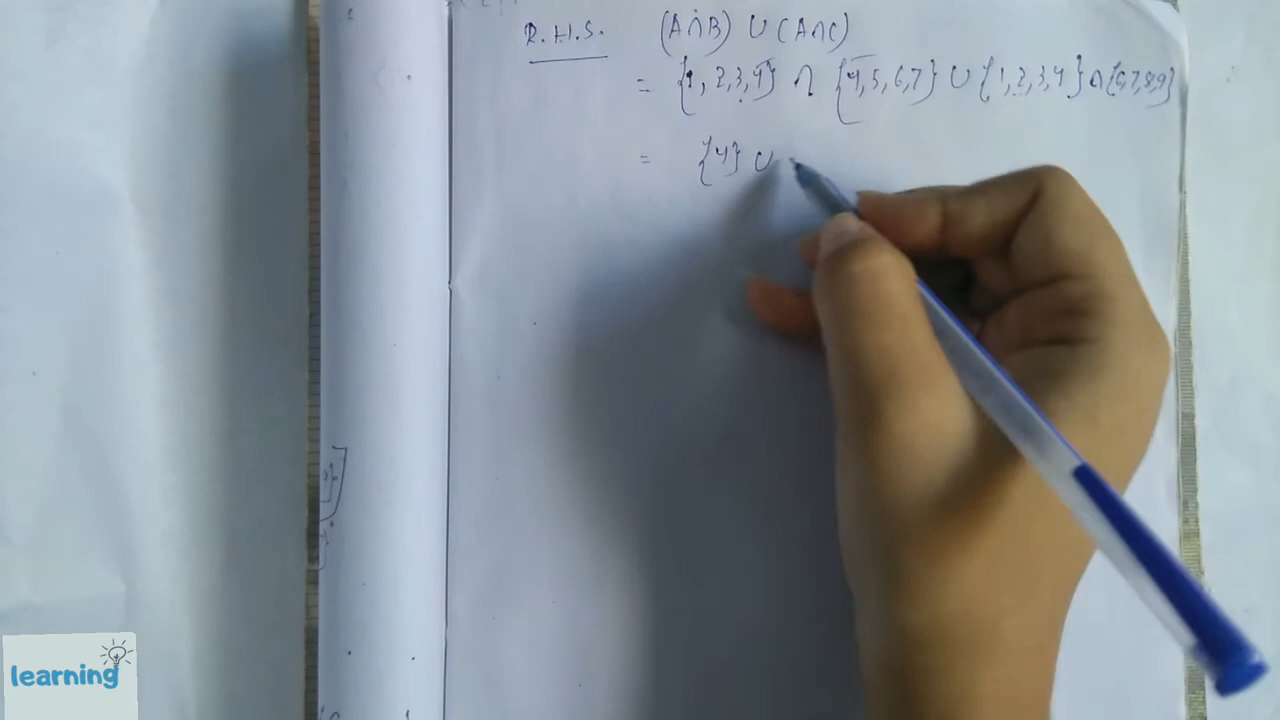 R.H.S. (A∩B) ∪ (A∩C)
= {1, 2,3,4} ∩ {4,5,6,7} ∪ {1,2,3,4} ∩ {6,7,8,9}
= {4} ∪
learning